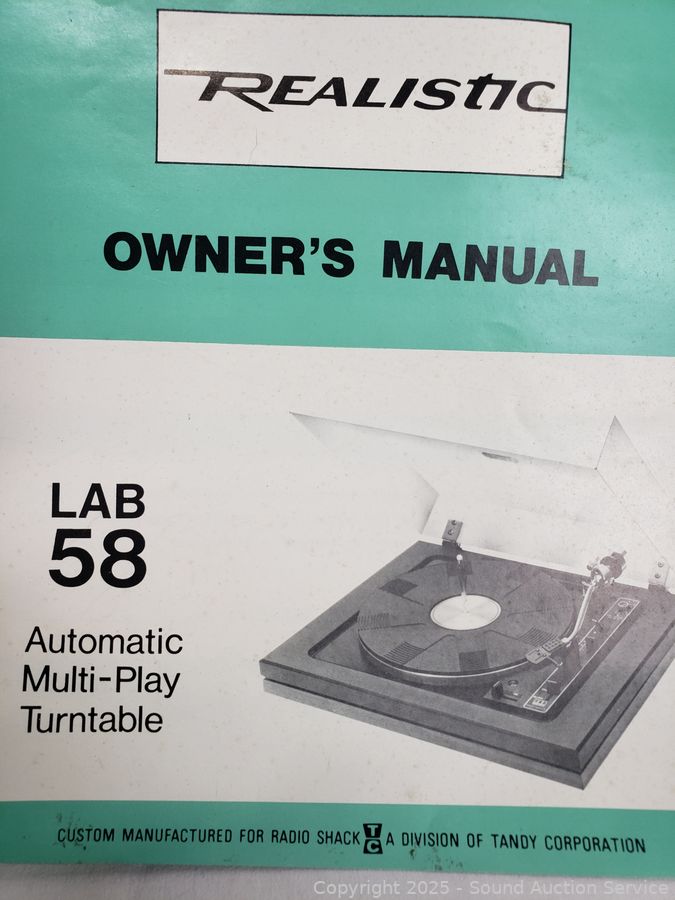 REALISTIC
OWNER'S MANUAL
LAB
58
Automatic
Multi-Play
Turntable
CUSTOM MANUFACTURED FOR RADIO SHACK TC A DIVISION OF TANDY CORPORATION
Copyright 2025 - Sound Auction Service